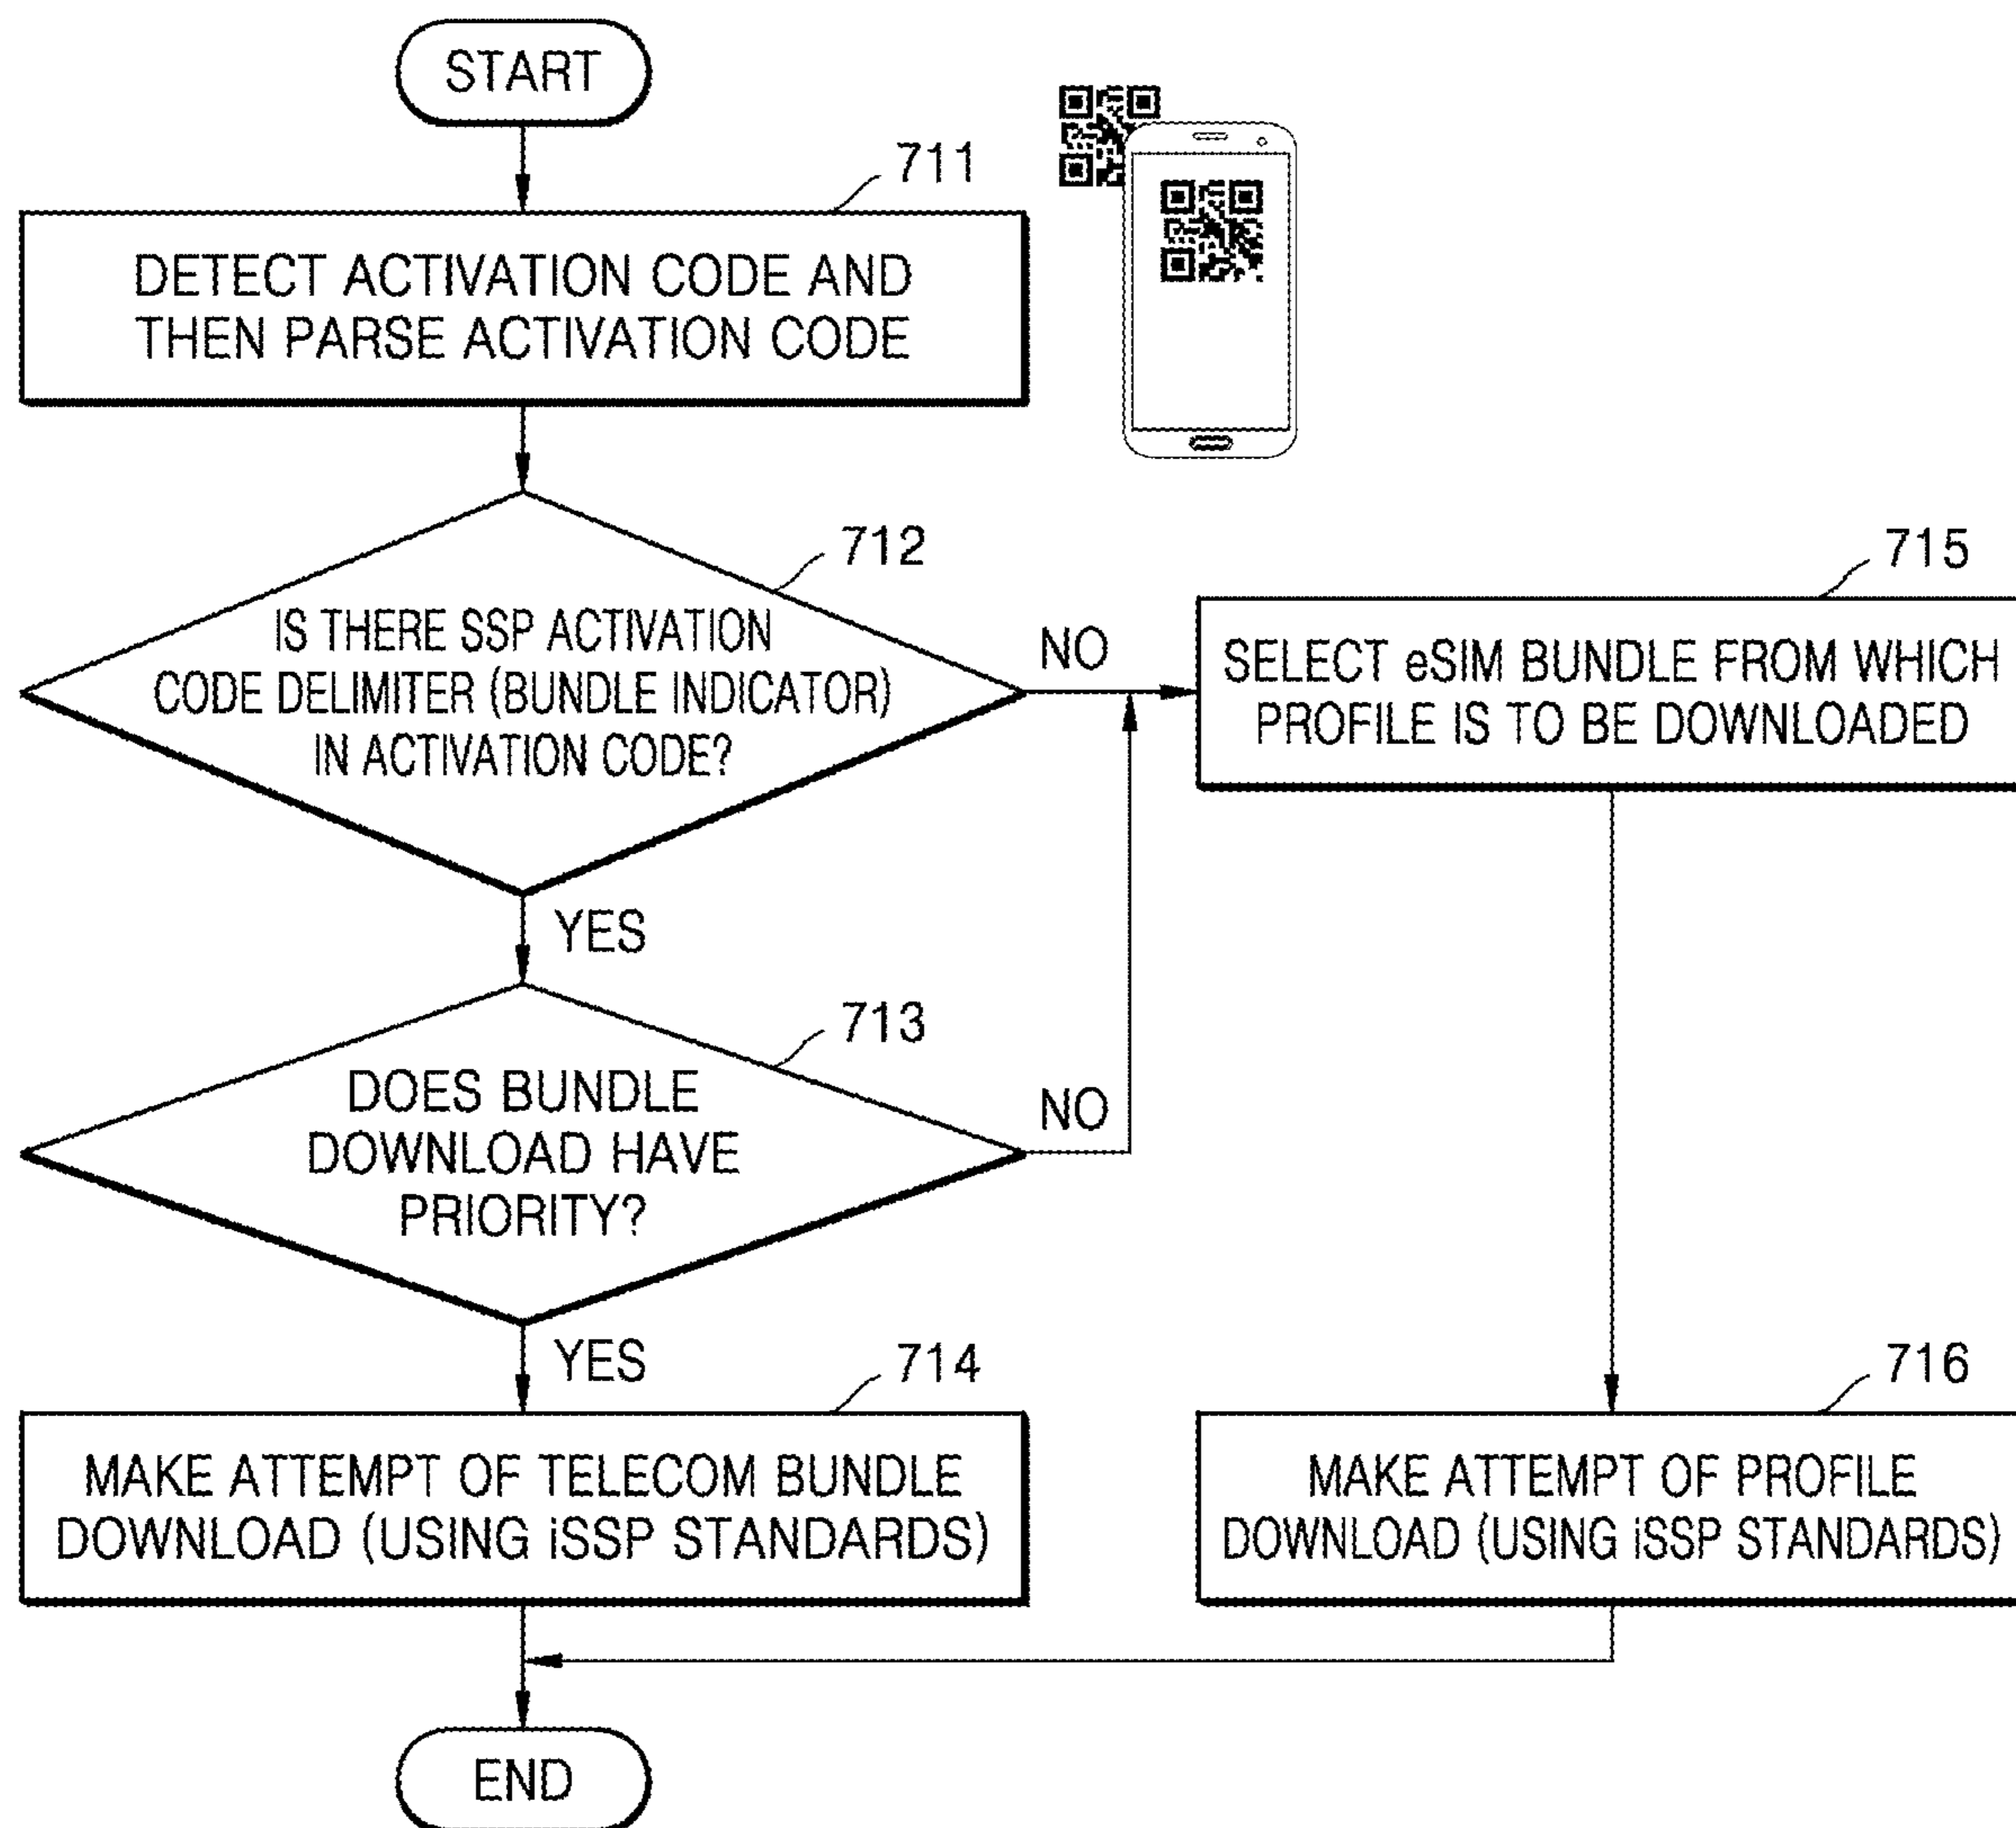 START
711
DETECT ACTIVATION CODE AND
THEN PARSE ACTIVATION CODE
712
IS THERE SSP ACTIVATION
CODE DELIMITER (BUNDLE INDICATOR)
IN ACTIVATION CODE?
NO
715
SELECT eSIM BUNDLE FROM WHICH
PROFILE IS TO BE DOWNLOADED
YES
713
DOES BUNDLE
DOWNLOAD HAVE
PRIORITY?
NO
YES
714
MAKE ATTEMPT OF TELECOM BUNDLE
DOWNLOAD (USING iSSP STANDARDS)
716
MAKE ATTEMPT OF PROFILE
DOWNLOAD (USING iSSP STANDARDS)
END